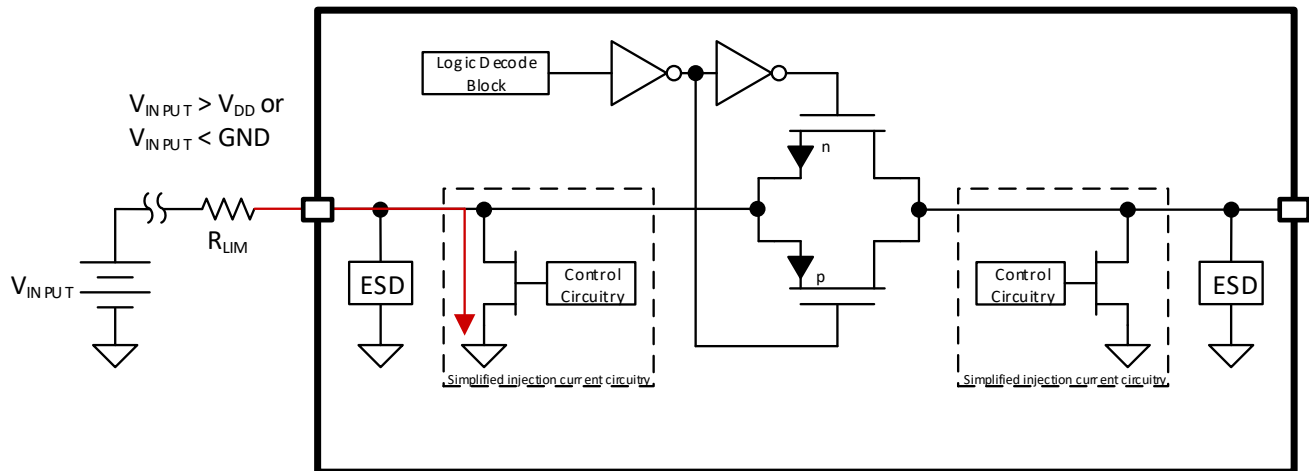 Logic Decode
Block
V_INPUT > V_DD or
V_INPUT < GND
n
R_LIM
V_INPUT
ESD
Control
Circuitry
p
Control
Circuitry
ESD
Simplified injection current circuitry
Simplified injection current circuitry